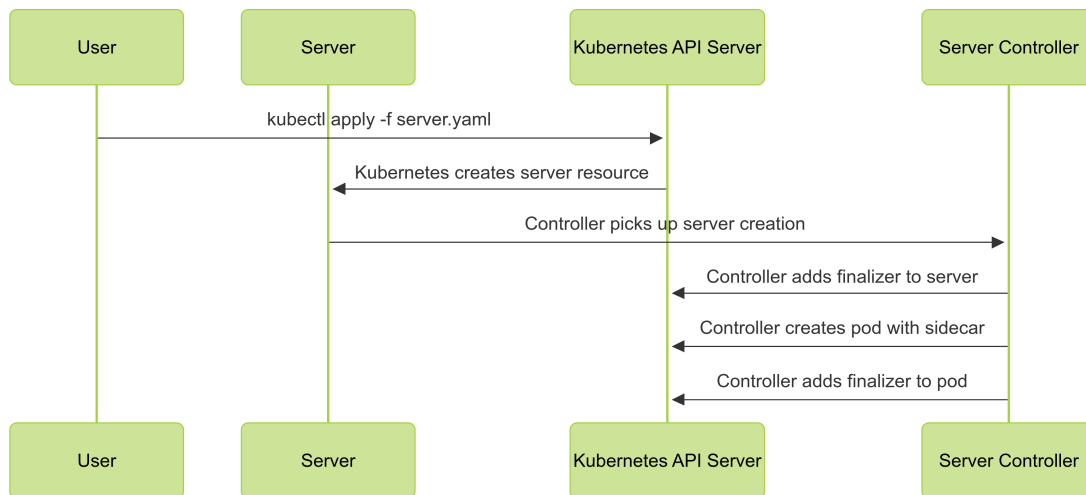 User
Server
Kubernetes API Server
Server Controller
kubectl apply -f server.yaml
Kubernetes creates server resource
Controller picks up server creation
Controller adds finalizer to server
Controller creates pod with sidecar
Controller adds finalizer to pod
User
Server
Kubernetes API Server
Server Controller